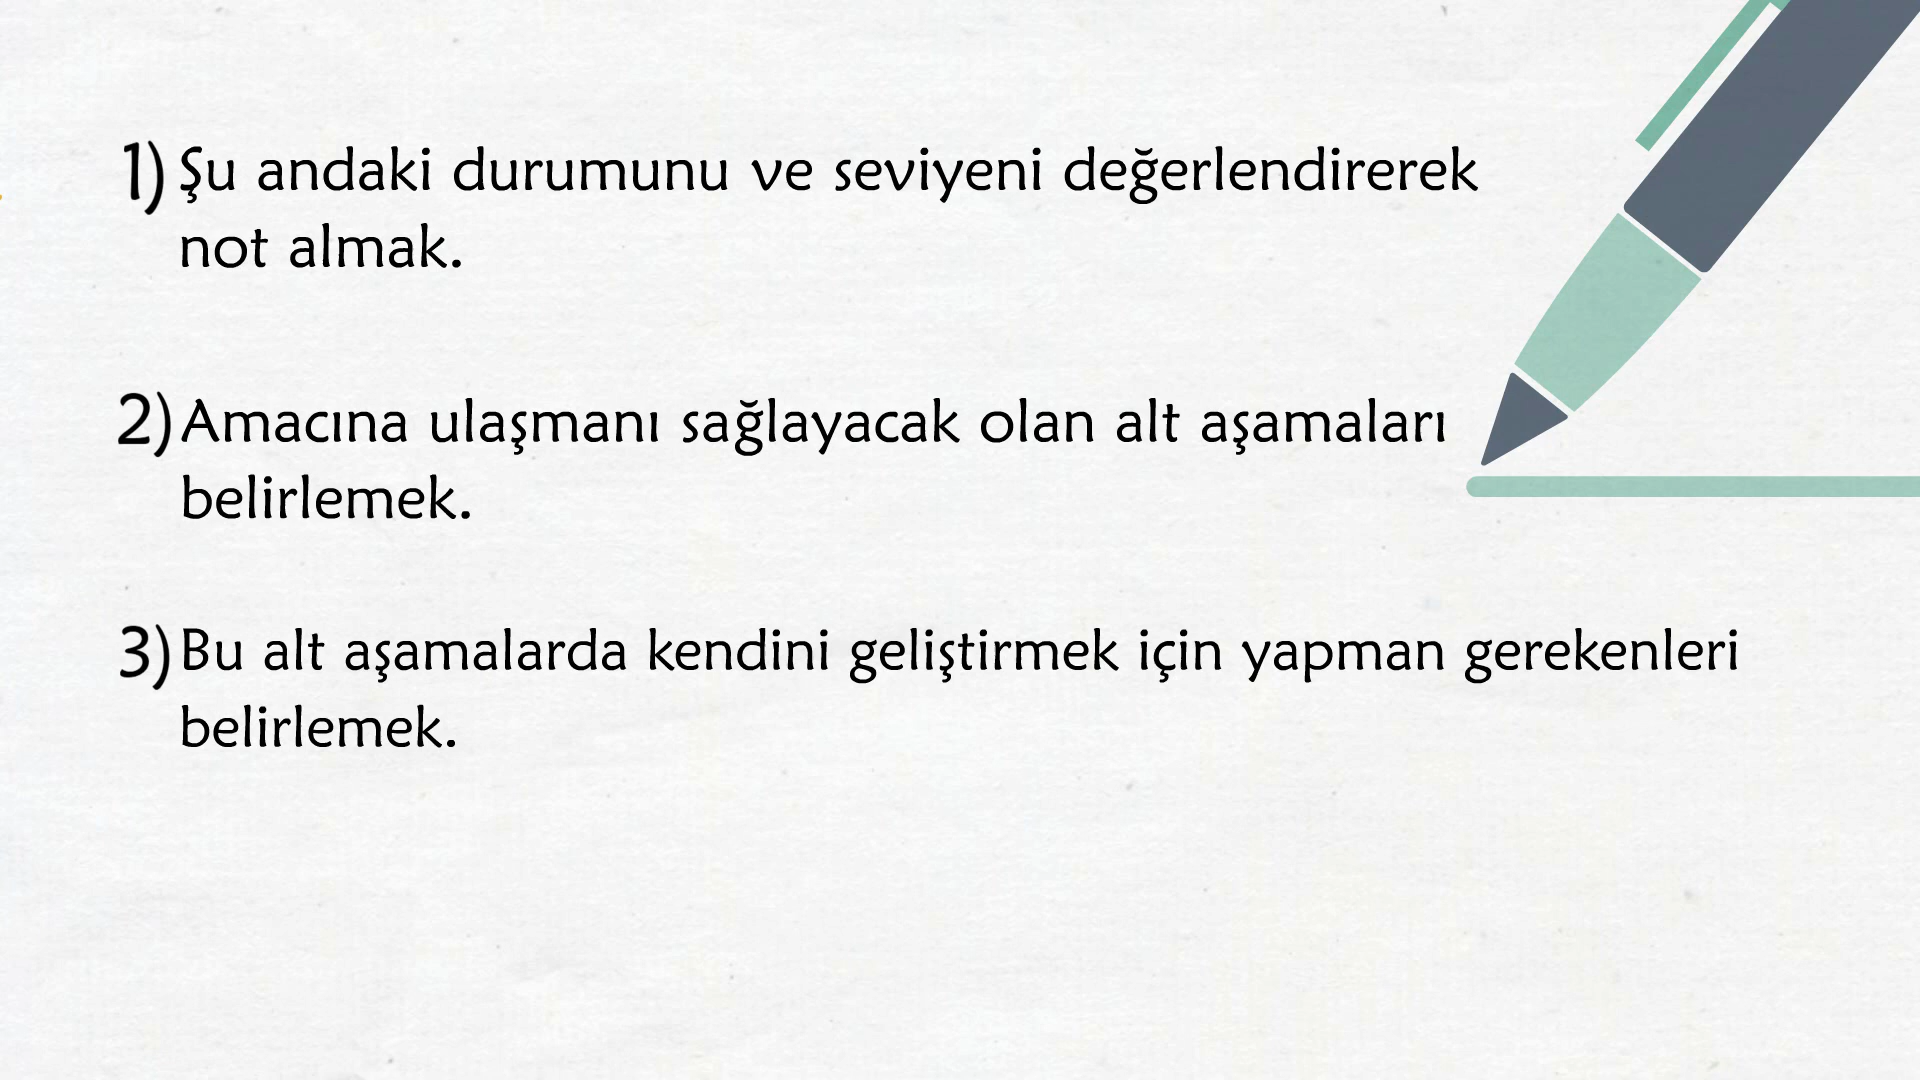 1) Şu andaki durumunu ve seviyeni değerlendirerek
not almak.
2) Amacına ulaşmanı sağlayacak olan alt aşamaları
belirlemek.
3) Bu alt aşamalarda kendini geliştirmek için yapman gerekenleri
belirlemek.